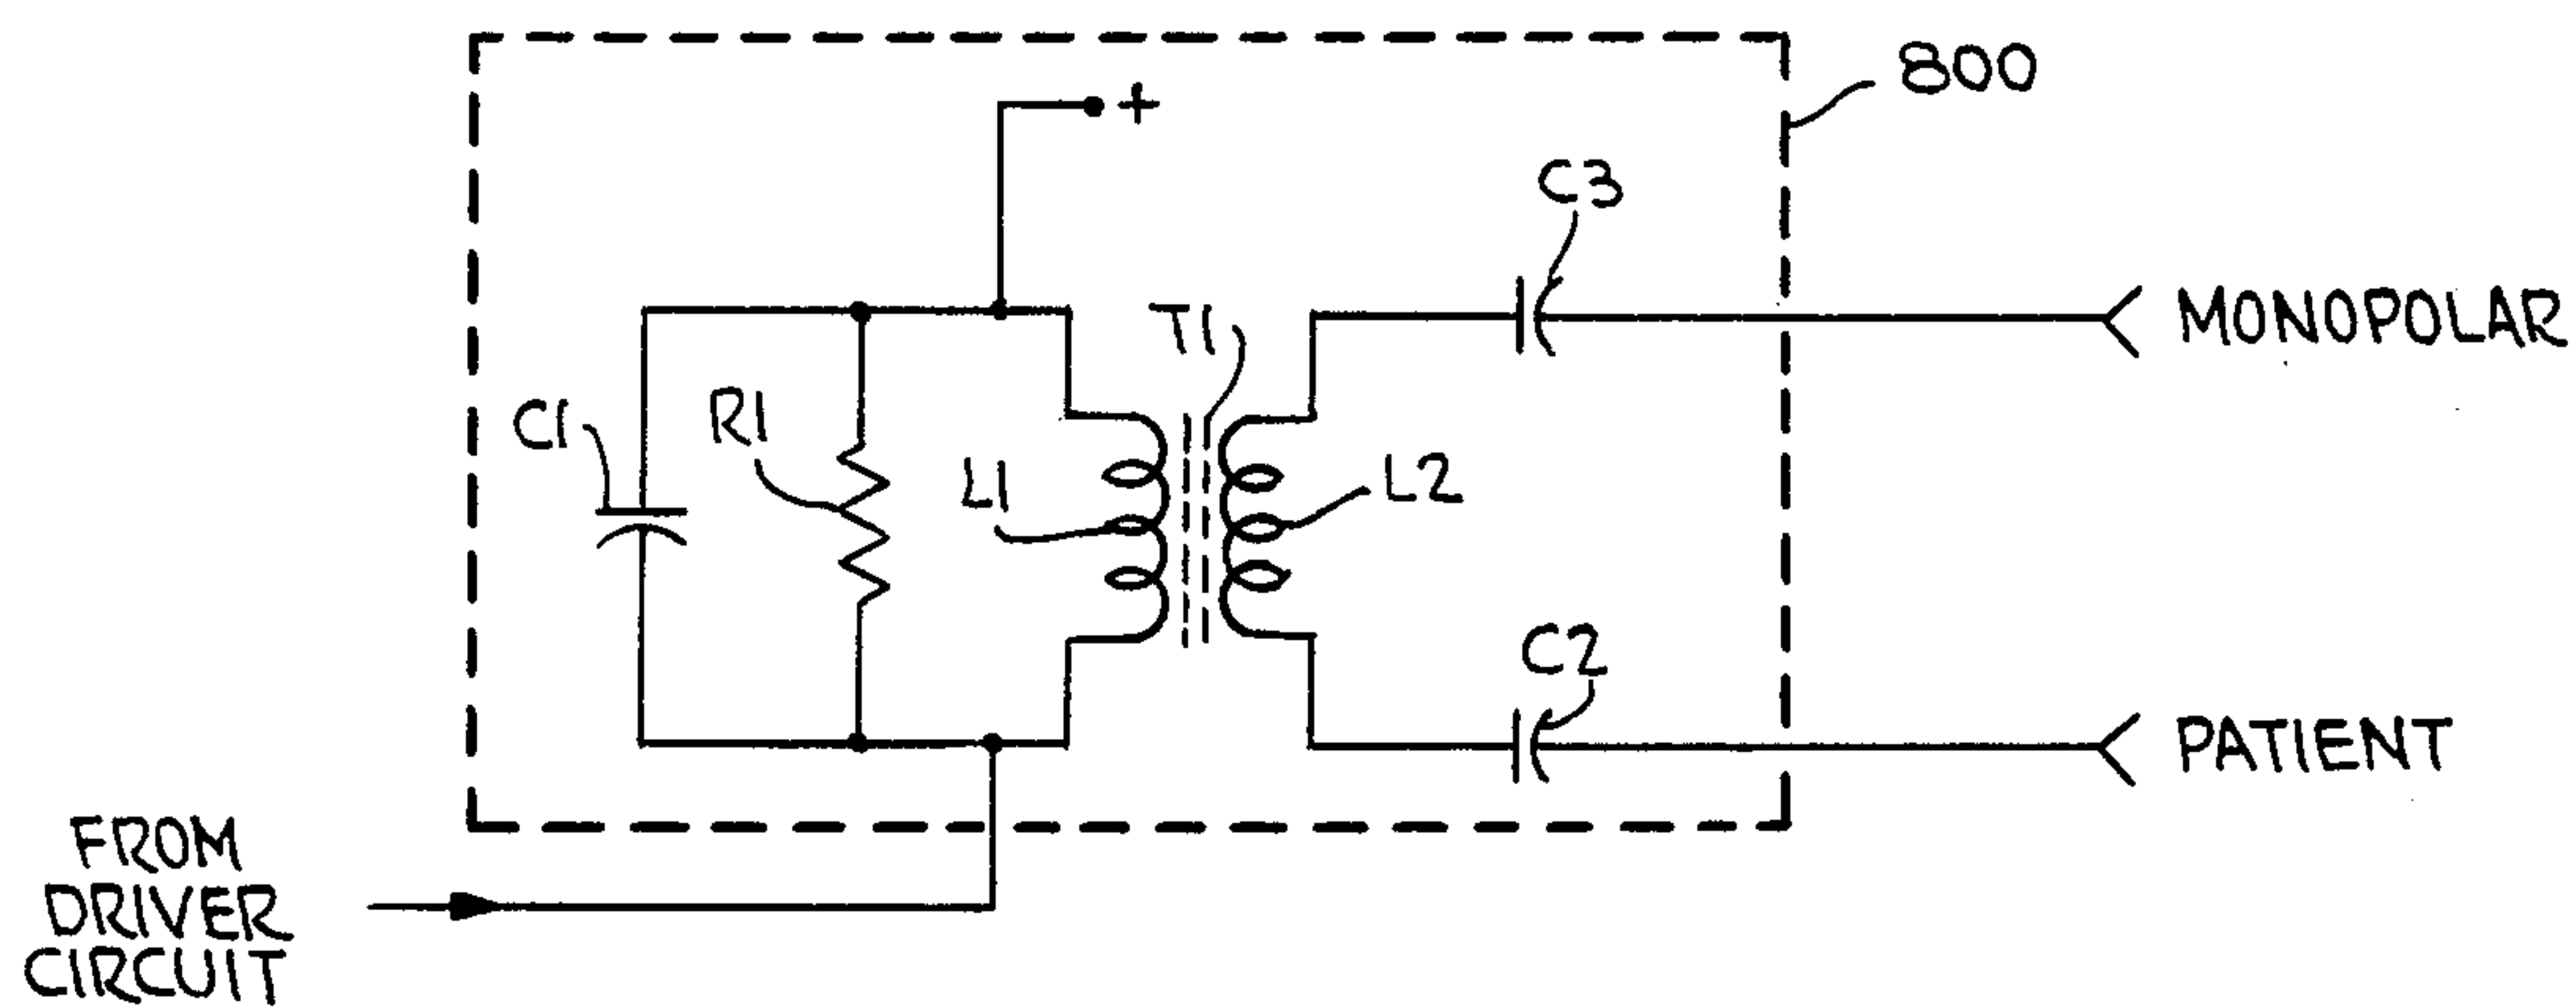 800
+
C3
MONOPOLAR
T1
C1
R1
L1
L2
C2
PATIENT
FROM
DRIVER
CIRCUIT